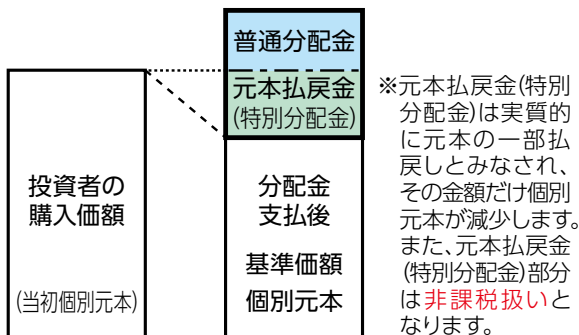 普通分配金
元本払戻金
(特別分配金)
投資者の
購入価額
(当初個別元本)
分配金
支払後
基準価額
個別元本
※元本払戻金(特別
分配金)は実質的
に元本の一部払
戻しとみなされ、
その金額だけ個別
元本が減少します。
また、元本払戻金
(特別分配金)部分
は非課税扱いと
なります。